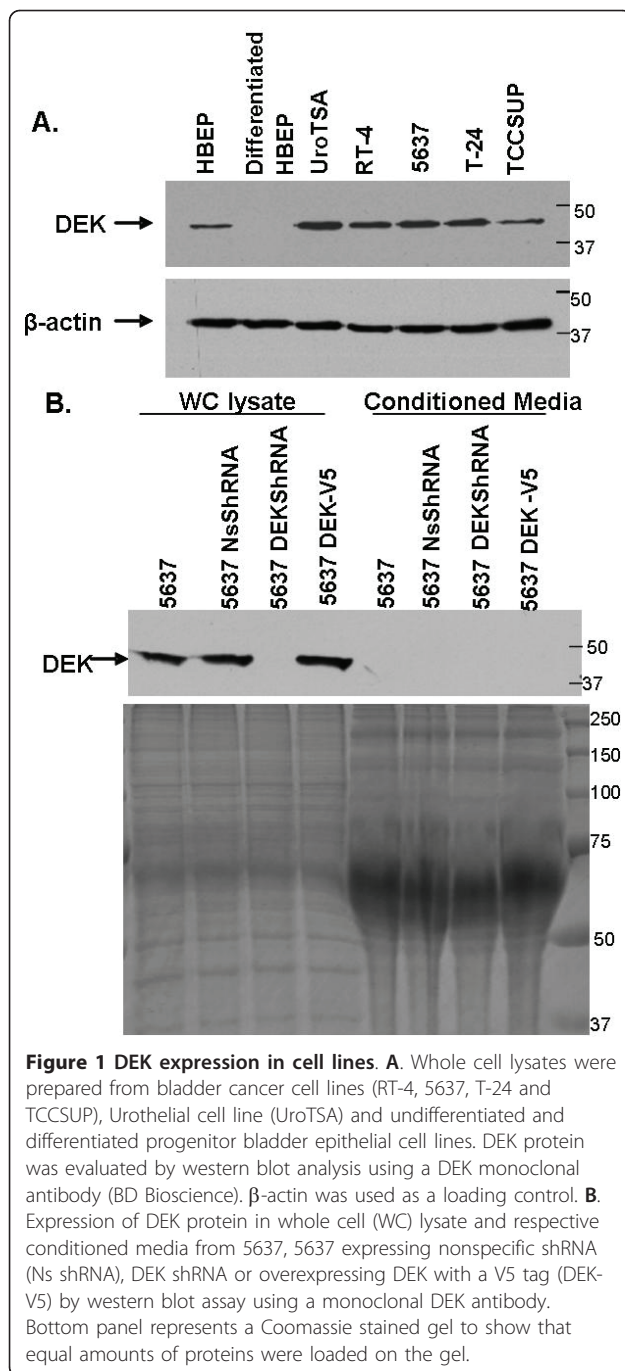 A.
HBEP
Differentiated
HBEP
UroTSA
RT-4
5637
T-24
TCCSUP
DEK
50
37
β-actin
50
37
B.
WC lysate
Conditioned Media
5637
5637 NsShRNA
5637 DEKShRNA
5637 DEK-V5
5637
5637 NsShRNA
5637 DEKShRNA
5637 DEK -V5
DEK
50
37
250
150
100
75
50
37
Figure 1 DEK expression in cell lines. A. Whole cell lysates were
prepared from bladder cancer cell lines (RT-4, 5637, T-24 and
TCCSUP), Urothelial cell line (UroTSA) and undifferentiated and
differentiated progenitor bladder epithelial cell lines. DEK protein
was evaluated by western blot analysis using a DEK monoclonal
antibody (BD Bioscience). β-actin was used as a loading control. B.
Expression of DEK protein in whole cell (WC) lysate and respective
conditioned media from 5637, 5637 expressing nonspecific shRNA
(Ns shRNA), DEK shRNA or overexpressing DEK with a V5 tag (DEK-
V5) by western blot assay using a monoclonal DEK antibody.
Bottom panel represents a Coomassie stained gel to show that
equal amounts of proteins were loaded on the gel.